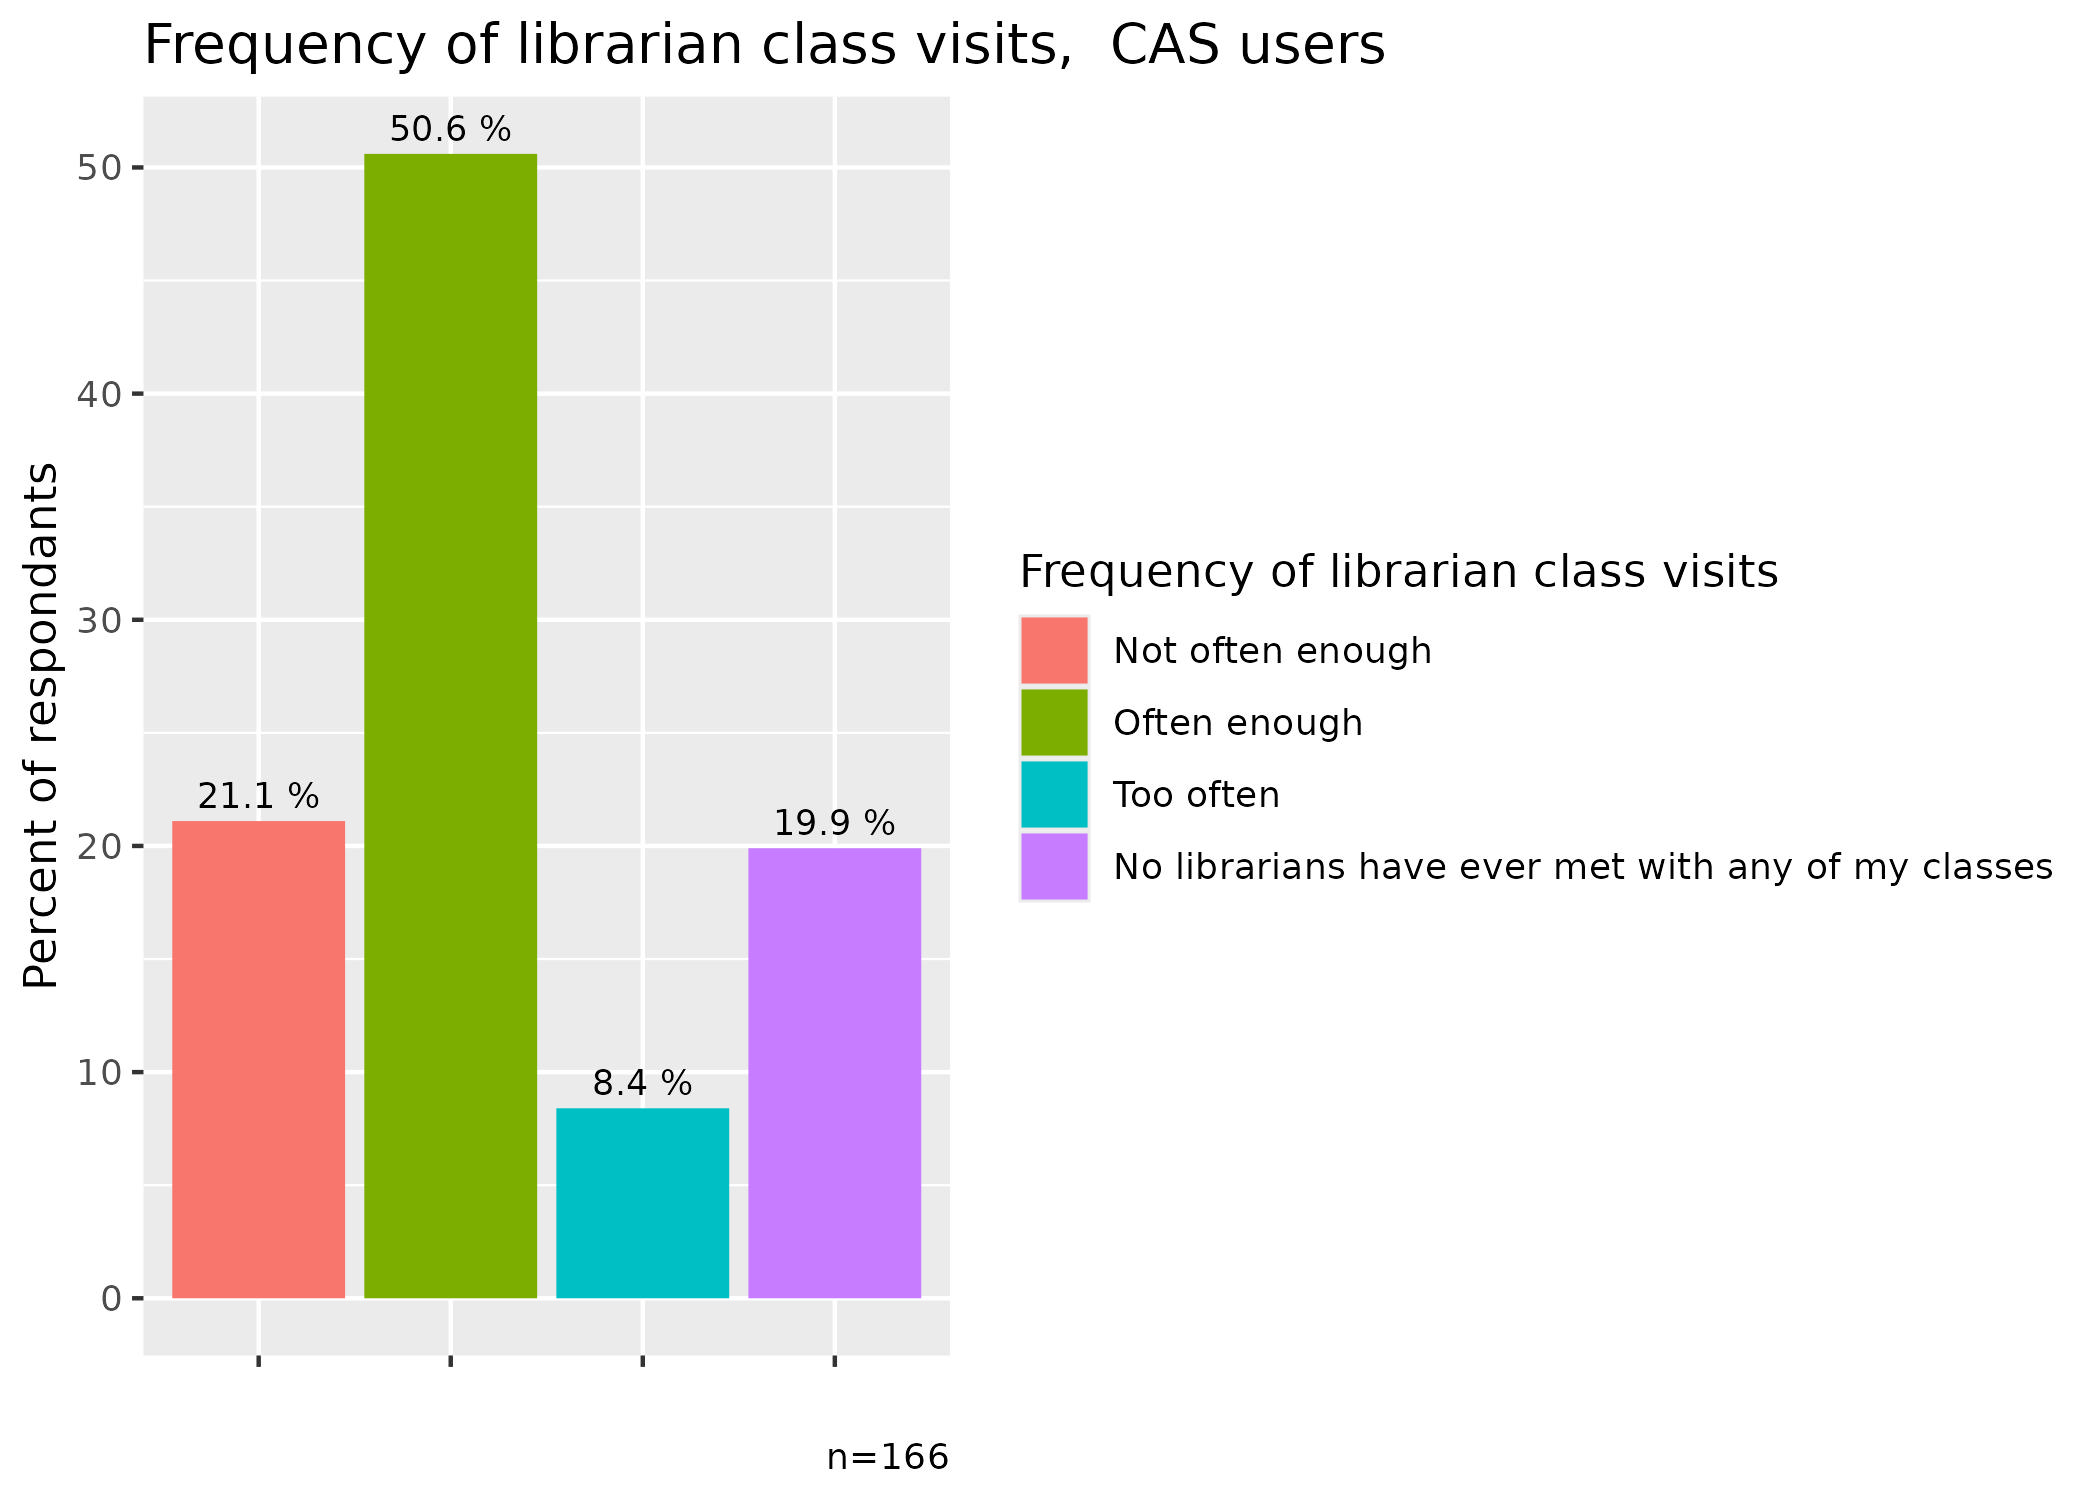 Frequency of librarian class visits,  CAS users
50.6 %
21.1 %
8.4 %
19.9 %
50
40
30
20
10
0
Percent of respondants
Frequency of librarian class visits
Not often enough
Often enough
Too often
No librarians have ever met with any of my classes
n=166